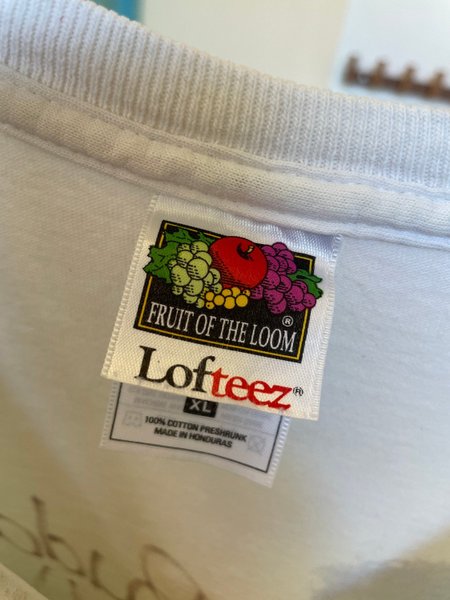 FRUIT OF THE LOOM ®
Lofteez ®
XL
100% COTTON PRESHRUNK
MADE IN HONDURAS